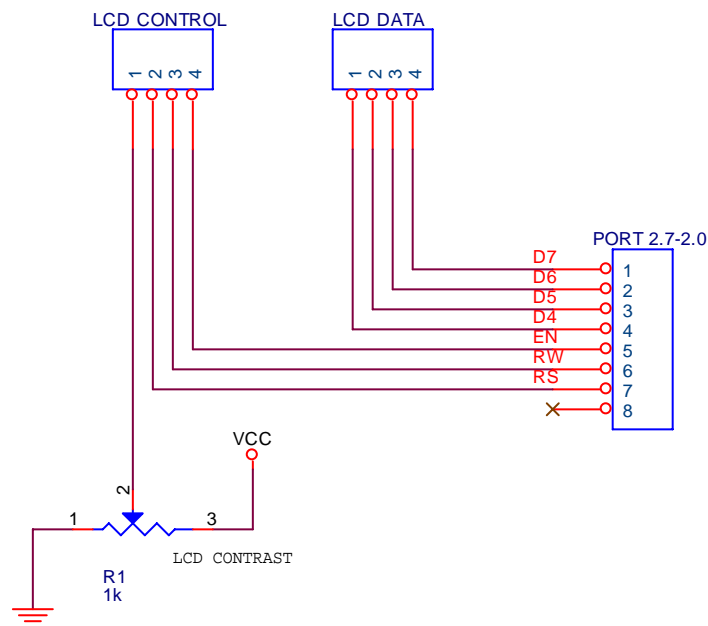 LCD CONTROL
LCD DATA
1 2 3 4
1 2 3 4
PORT 2.7-2.0
D7 1
D6 2
D5 3
D4 4
EN 5
RW 6
RS 7
8
VCC
2
1
3
LCD CONTRAST
R1
1k